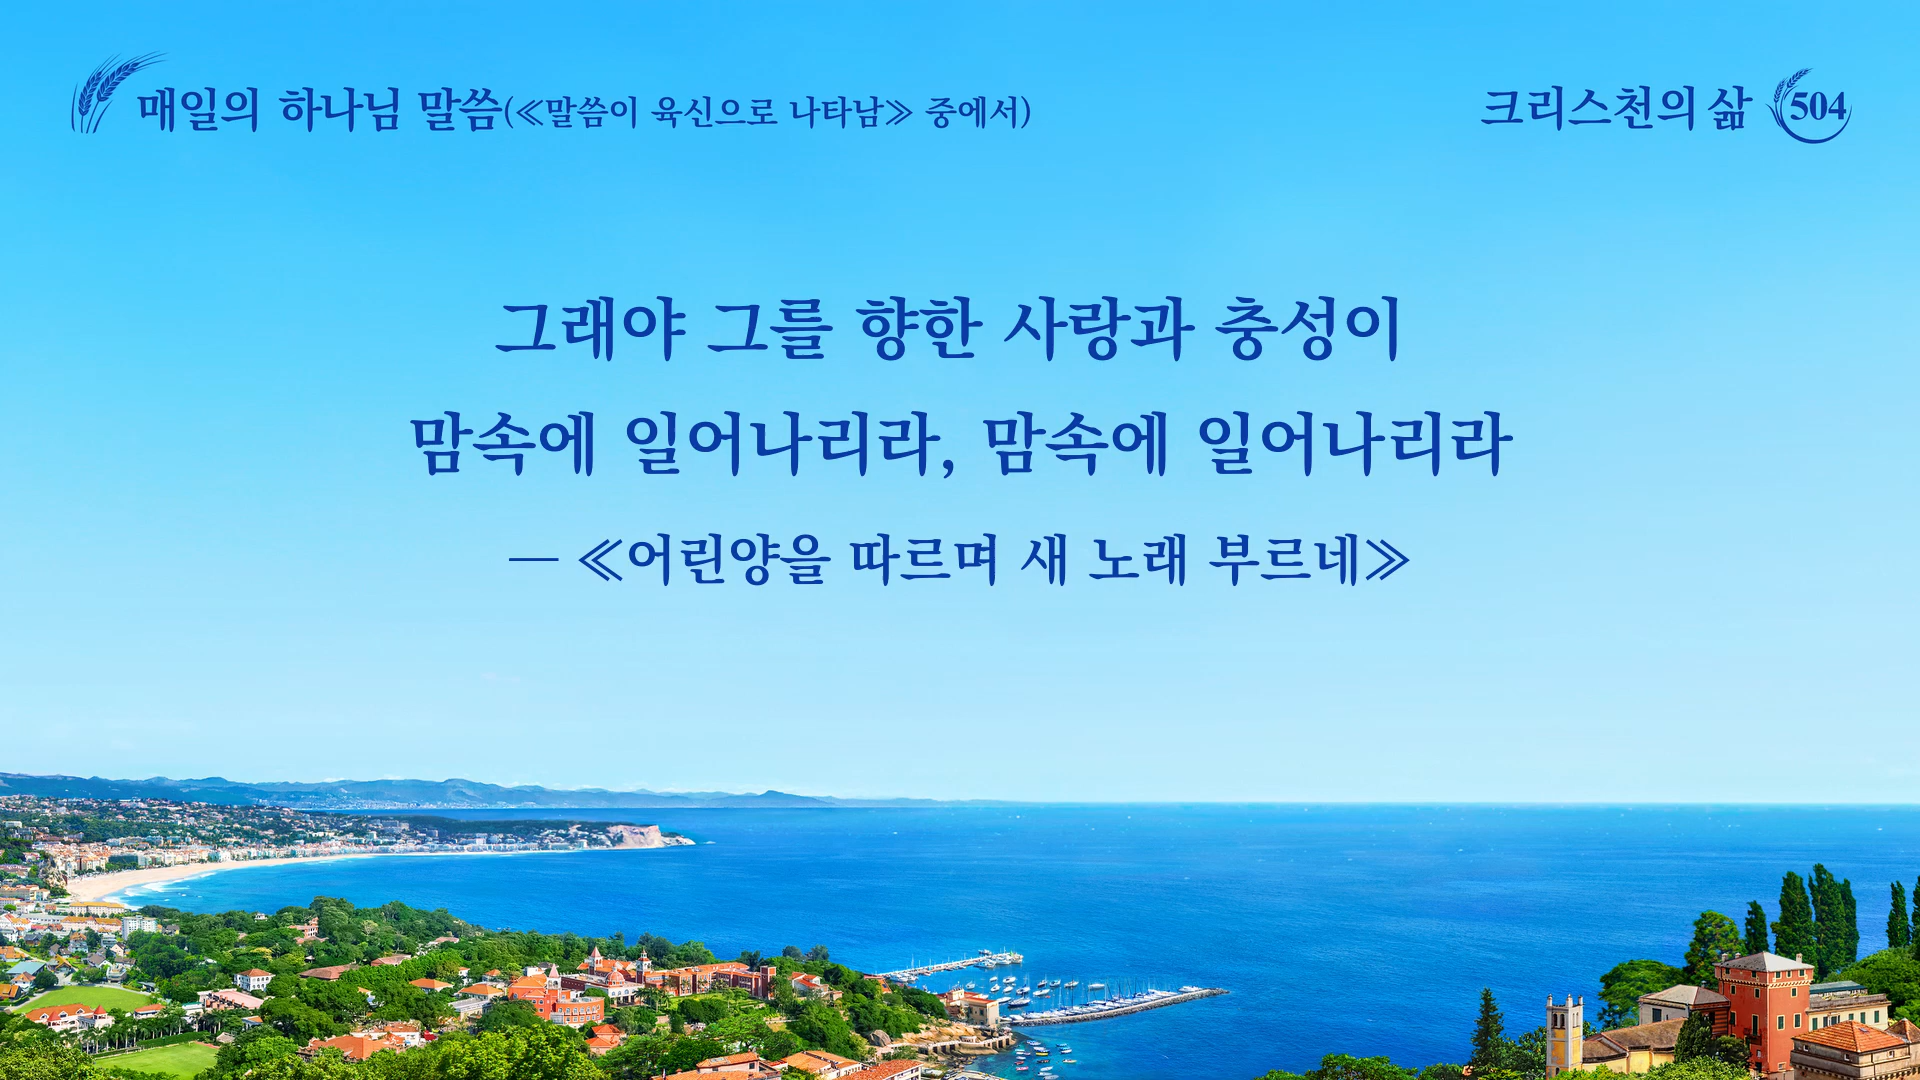 매일의 하나님 말씀(≪말씀이 육신으로 나타남≫ 중에서)
크리스천의 삶 504
그래야 그를 향한 사랑과 충성이
맘속에 일어나리라, 맘속에 일어나리라
— ≪어린양을 따르며 새 노래 부르네≫